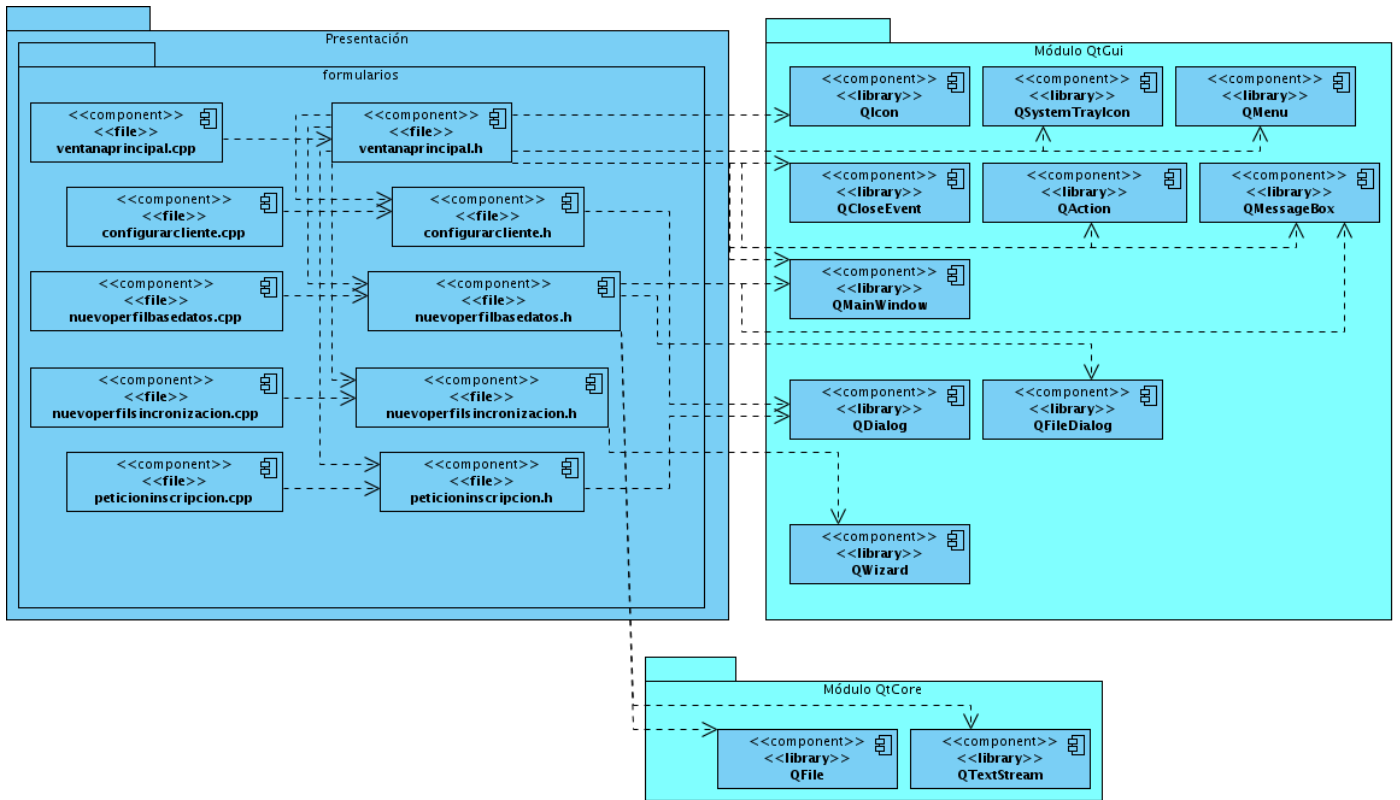 Presentación
formularios
<<component>>
<<file>>
ventanaprincipal.cpp
<<component>>
<<file>>
ventanaprincipal.h
<<component>>
<<file>>
configurarcliente.cpp
<<component>>
<<file>>
configurarcliente.h
<<component>>
<<file>>
nuevoperfilbasedatos.cpp
<<component>>
<<file>>
nuevoperfilbasedatos.h
<<component>>
<<file>>
nuevoperfilsincronizacion.cpp
<<component>>
<<file>>
nuevoperfilsincronizacion.h
<<component>>
<<file>>
peticioninscripcion.cpp
<<component>>
<<file>>
peticioninscripcion.h
Módulo QtGui
<<component>>
<<library>>
QIcon
<<component>>
<<library>>
QSystemTrayIcon
<<component>>
<<library>>
QMenu
<<component>>
<<library>>
QCloseEvent
<<component>>
<<library>>
QAction
<<component>>
<<library>>
QMessageBox
<<component>>
<<library>>
QMainWindow
<<component>>
<<library>>
QDialog
<<component>>
<<library>>
QFileDialog
<<component>>
<<library>>
QWizard
Módulo QtCore
<<component>>
<<library>>
QFile
<<component>>
<<library>>
QTextStream